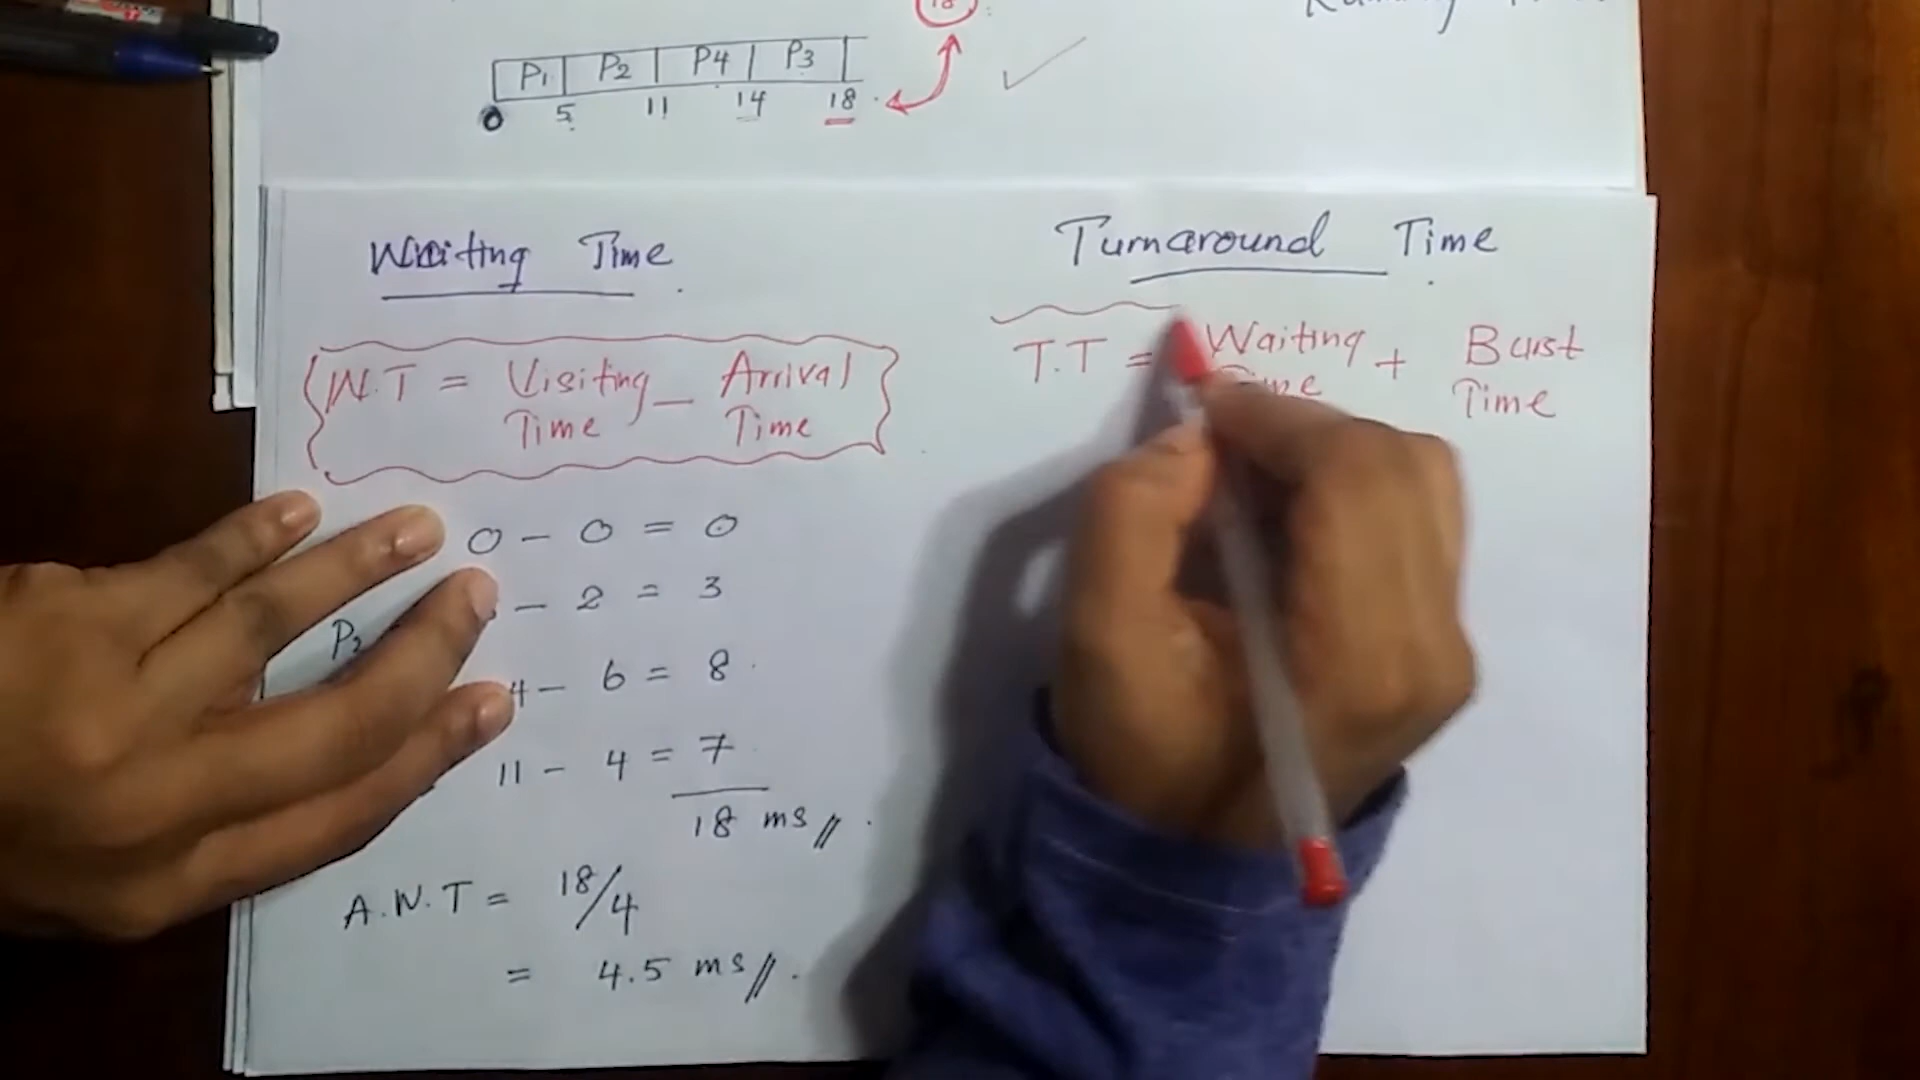 18
P1 P2 P4 P3
0 5 11 14 18
Waiting Time
Turnaround Time
W.T = Visiting Time - Arrival Time
T.T = Waiting + Burst Time
0 - 0 = 0
- 2 = 3
P2
4 - 6 = 8
11 - 4 = 7
18 ms //
A.W.T = 18/4
= 4.5 ms //